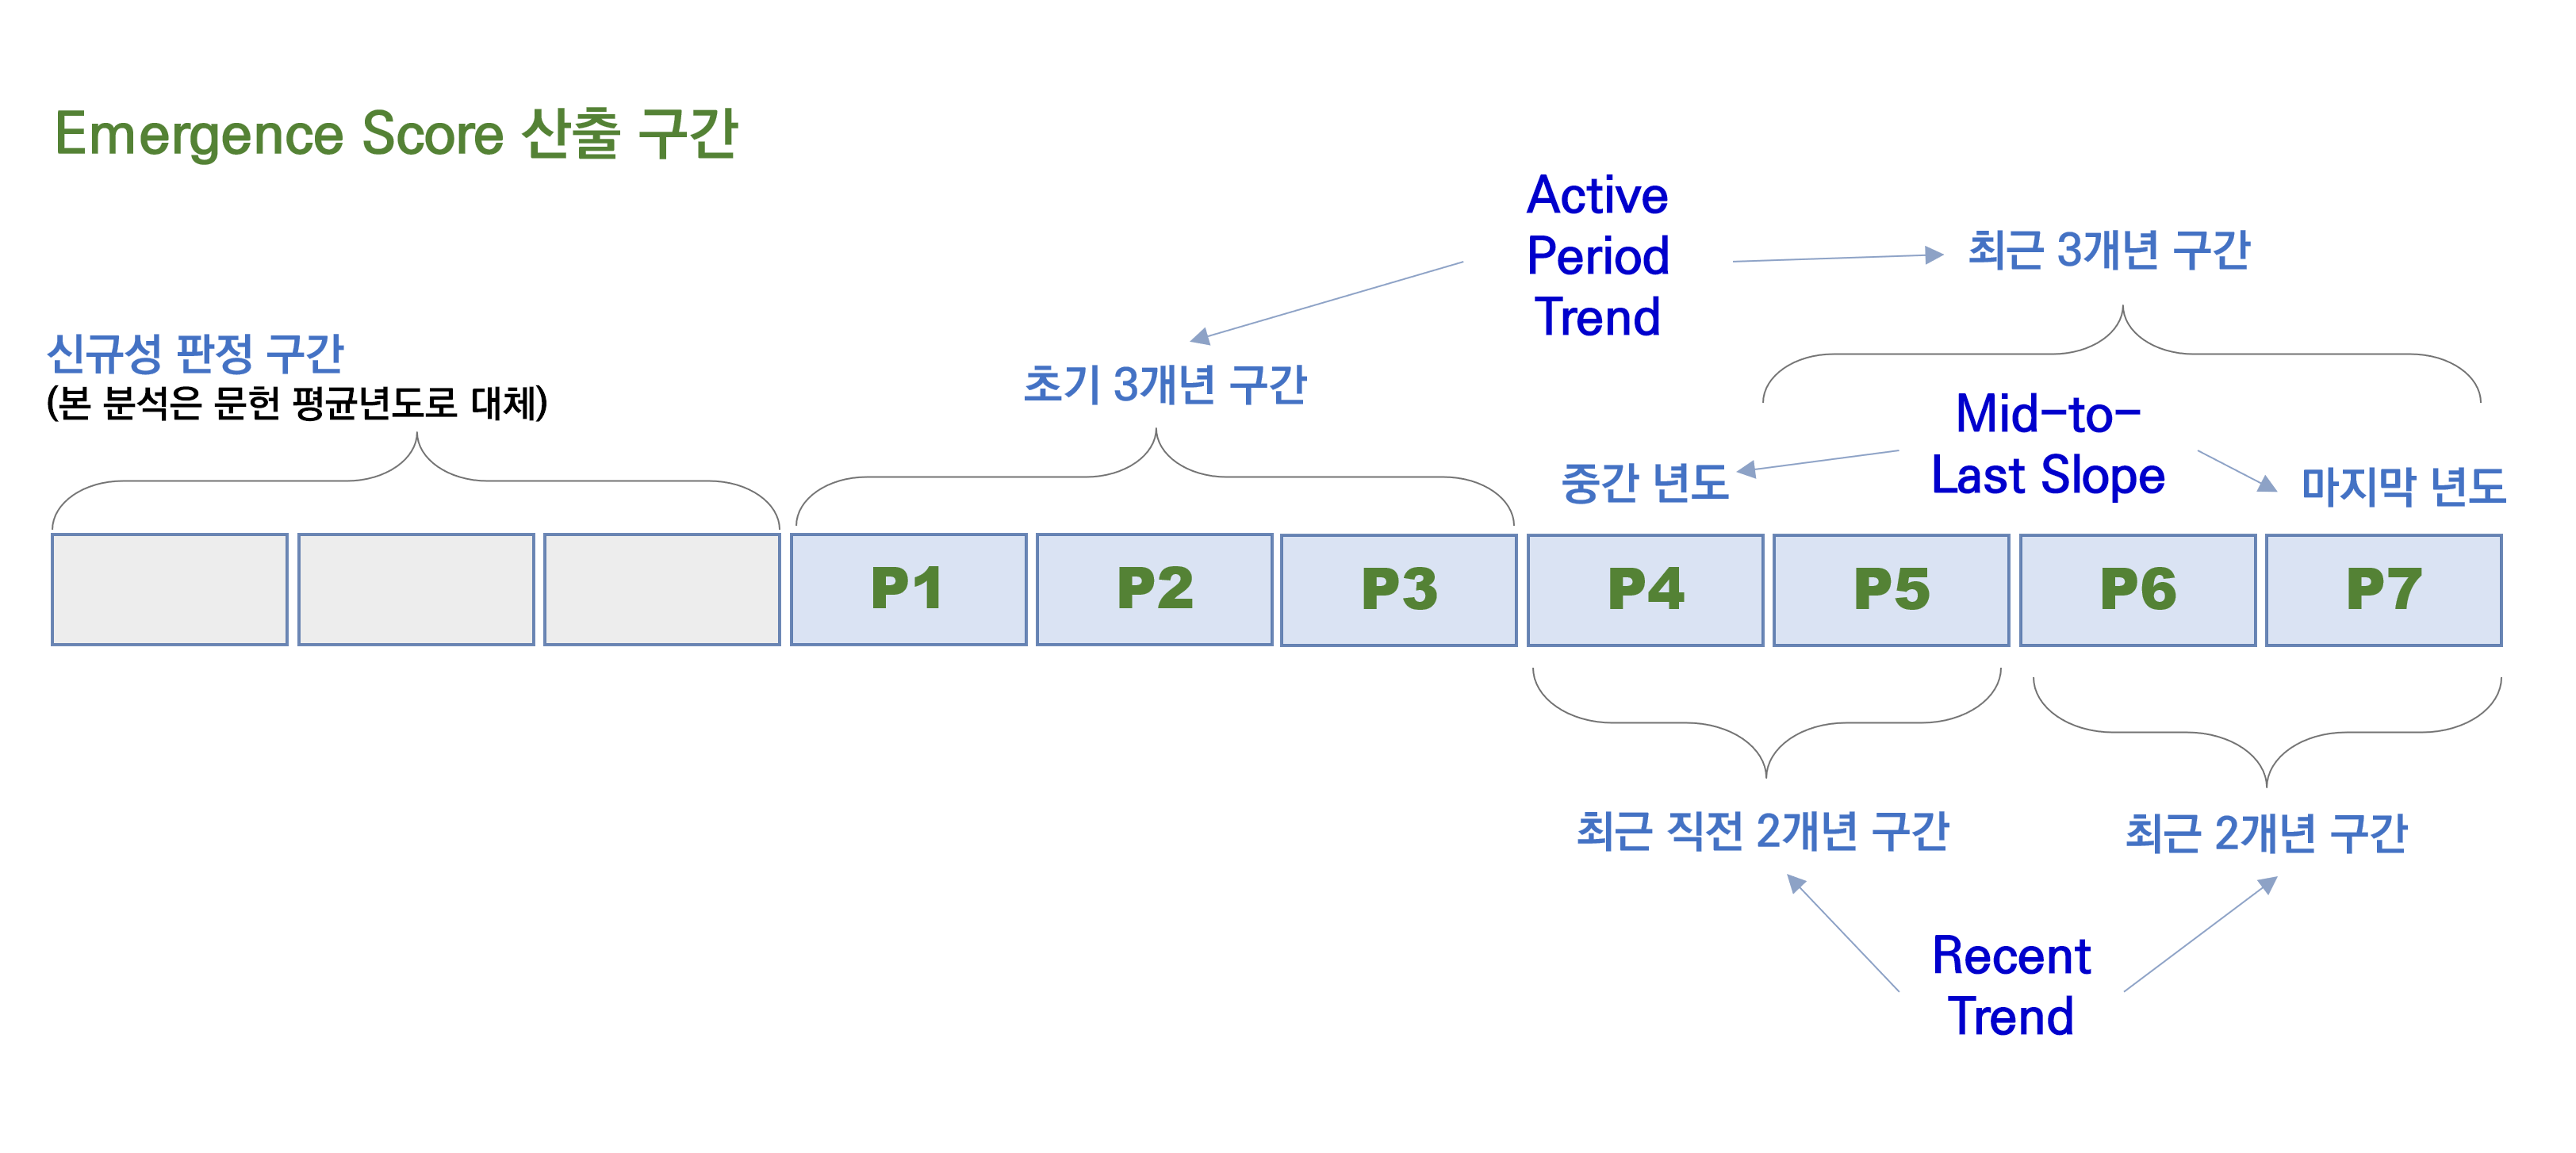 Emergence Score 산출 구간
Active
Period
Trend
최근 3개년 구간
신규성 판정 구간
(본 분석은 문헌 평균년도로 대체)
초기 3개년 구간
Mid-to-
Last Slope
중간 년도
마지막 년도
P1
P2
P3
P4
P5
P6
P7
최근 직전 2개년 구간
최근 2개년 구간
Recent
Trend